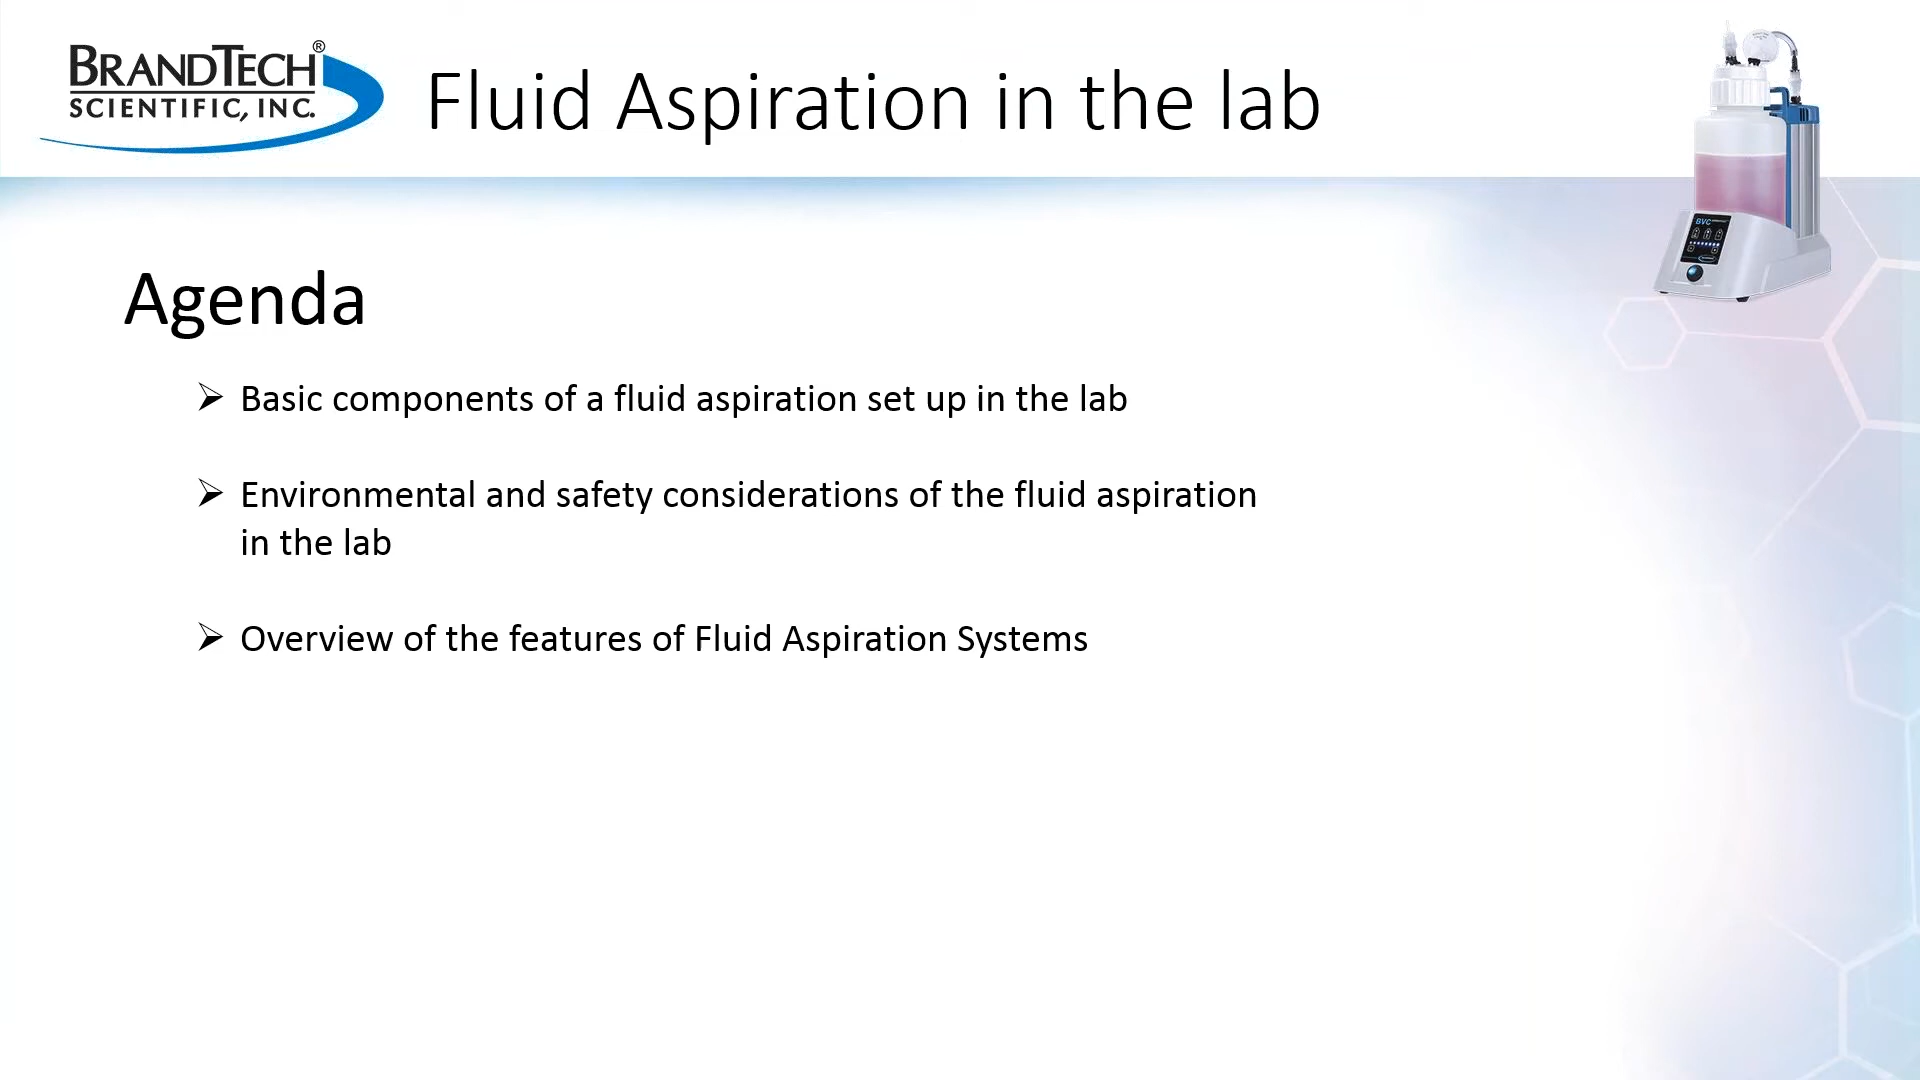 BRANDTECH®
SCIENTIFIC, INC.
Fluid Aspiration in the lab
BVC
Agenda
➢ Basic components of a fluid aspiration set up in the lab
➢ Environmental and safety considerations of the fluid aspiration
in the lab
➢ Overview of the features of Fluid Aspiration Systems